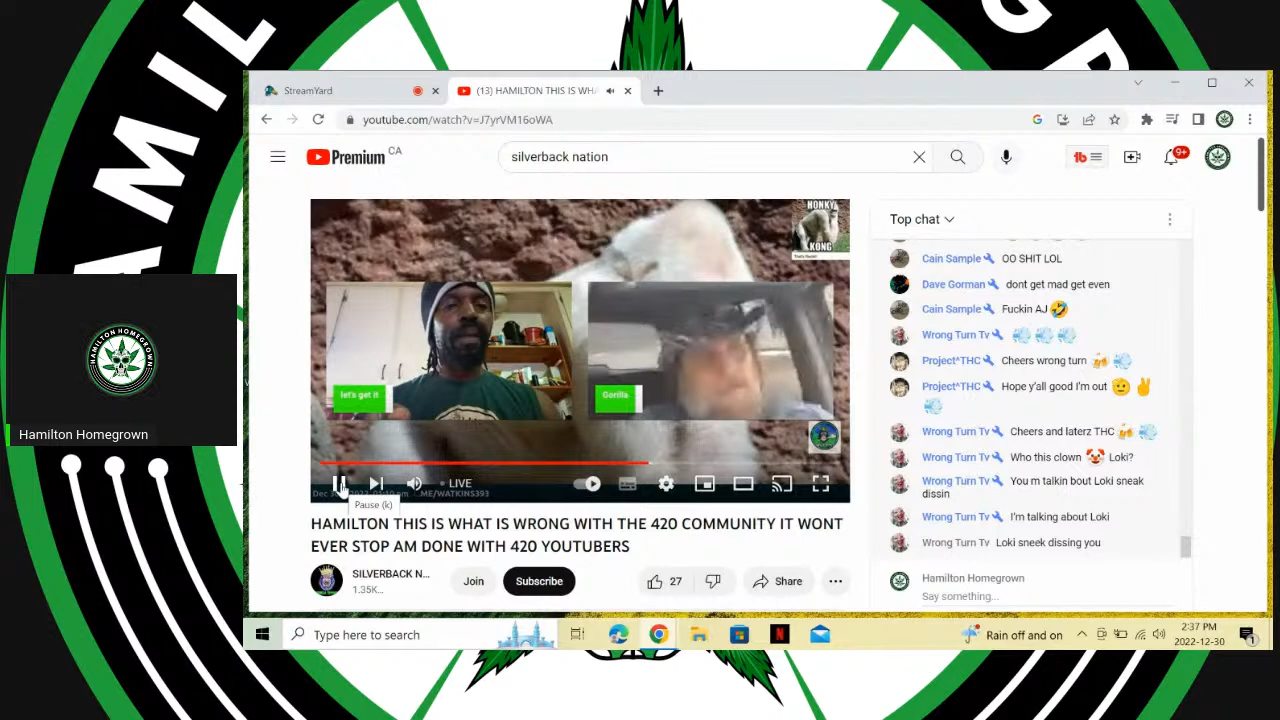 StreamYard
(13) HAMILTON THIS IS WHA
youtube.com/watch?v=J7yrVM16oWA
Premium CA
silverback nation
9+
HONKY
KONG
let's get it
Gorilla
LIVE
Pause (k)
HAMILTON THIS IS WHAT IS WRONG WITH THE 420 COMMUNITY IT WONT
EVER STOP AM DONE WITH 420 YOUTUBERS
SILVERBACK N...
1.35K...
Join
Subscribe
27
Share
Top chat
Cain Sample OO SHIT LOL
Dave Gorman dont get mad get even
Cain Sample Fuckin AJ 🤣
Wrong Turn Tv 💨 💨 💨
Project^THC Cheers wrong turn 🍻 💨
Project^THC Hope y'all good I'm out 🫡 ✌
💨
Wrong Turn Tv Cheers and laterz THC 🍻 💨
Wrong Turn Tv Who this clown 🤡 Loki?
Wrong Turn Tv You m talkin bout Loki sneak
dissin
Wrong Turn Tv I'm talking about Loki
Wrong Turn Tv Loki sneek dissing you
Hamilton Homegrown
Say something...
HAMILTON HOMEGROWN
Hamilton Homegrown
Type here to search
Rain off and on
2:37 PM
2022-12-30
1